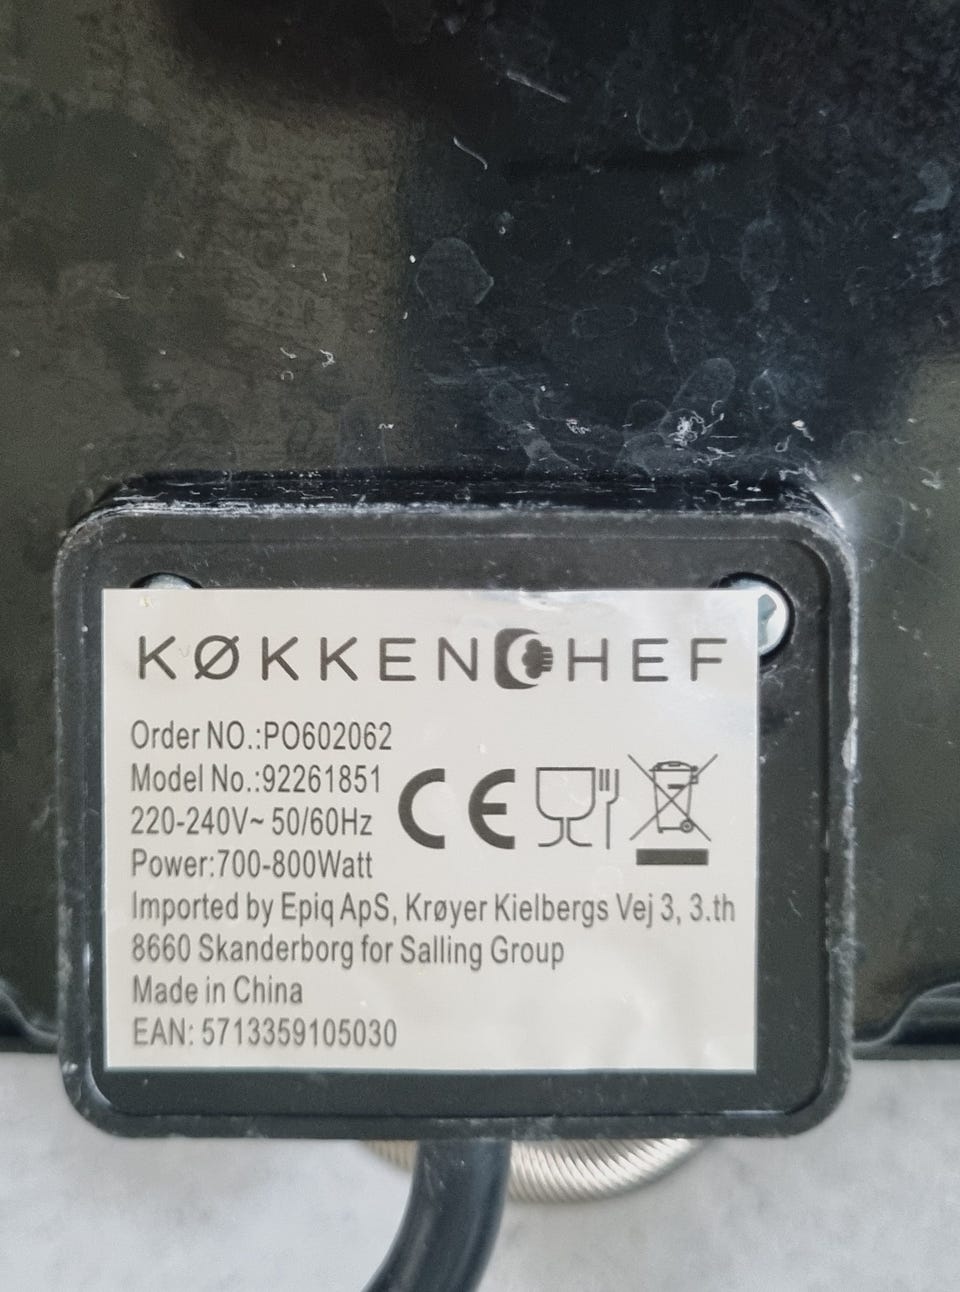 KØKKENCHEF
Order NO.:PO602062
Model No.:92261851
220-240V~ 50/60Hz
Power:700-800Watt
CE
Imported by Epiq ApS, Krøyer Kielbergs Vej 3, 3.th
8660 Skanderborg for Salling Group
Made in China
EAN: 5713359105030